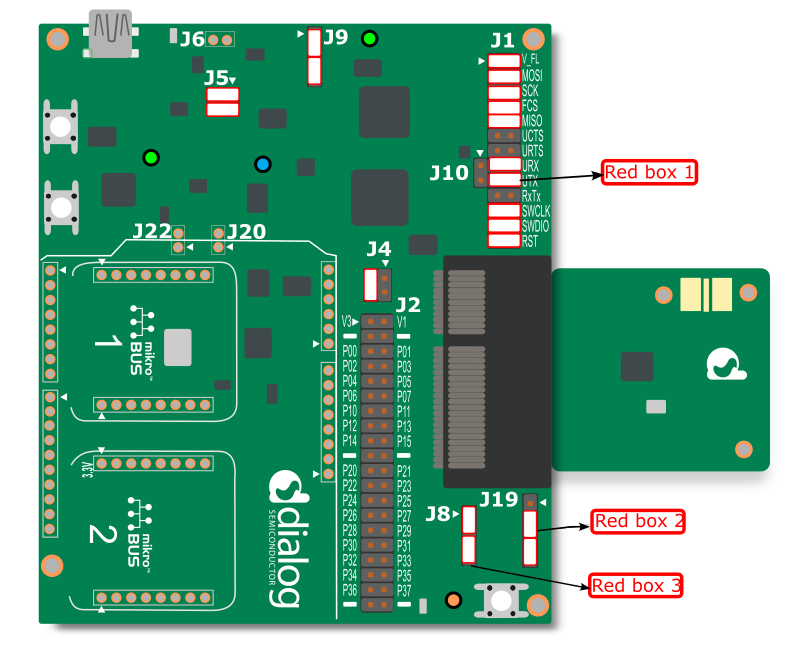 J6
J9
J1
V_FL
MOSI
SCK
FCS
MISO
UCTS
URTS
URX
UTX
RxTx
SWCLK
SWDIO
RST
J5
J10
Red box 1
J22
J20
J4
J2
V3 V1
P00 P01
P02 P03
P04 P05
P06 P07
P10 P11
P12 P13
P14 P15
P20 P21
P22 P23
P24 P25
P26 P27
P28 P29
P30 P31
P32 P33
P34 P35
P36 P37
1
mikro™
BUS
3.3V
2
mikro™
BUS
dialog
SEMICONDUCTOR
J8
J19
Red box 2
Red box 3